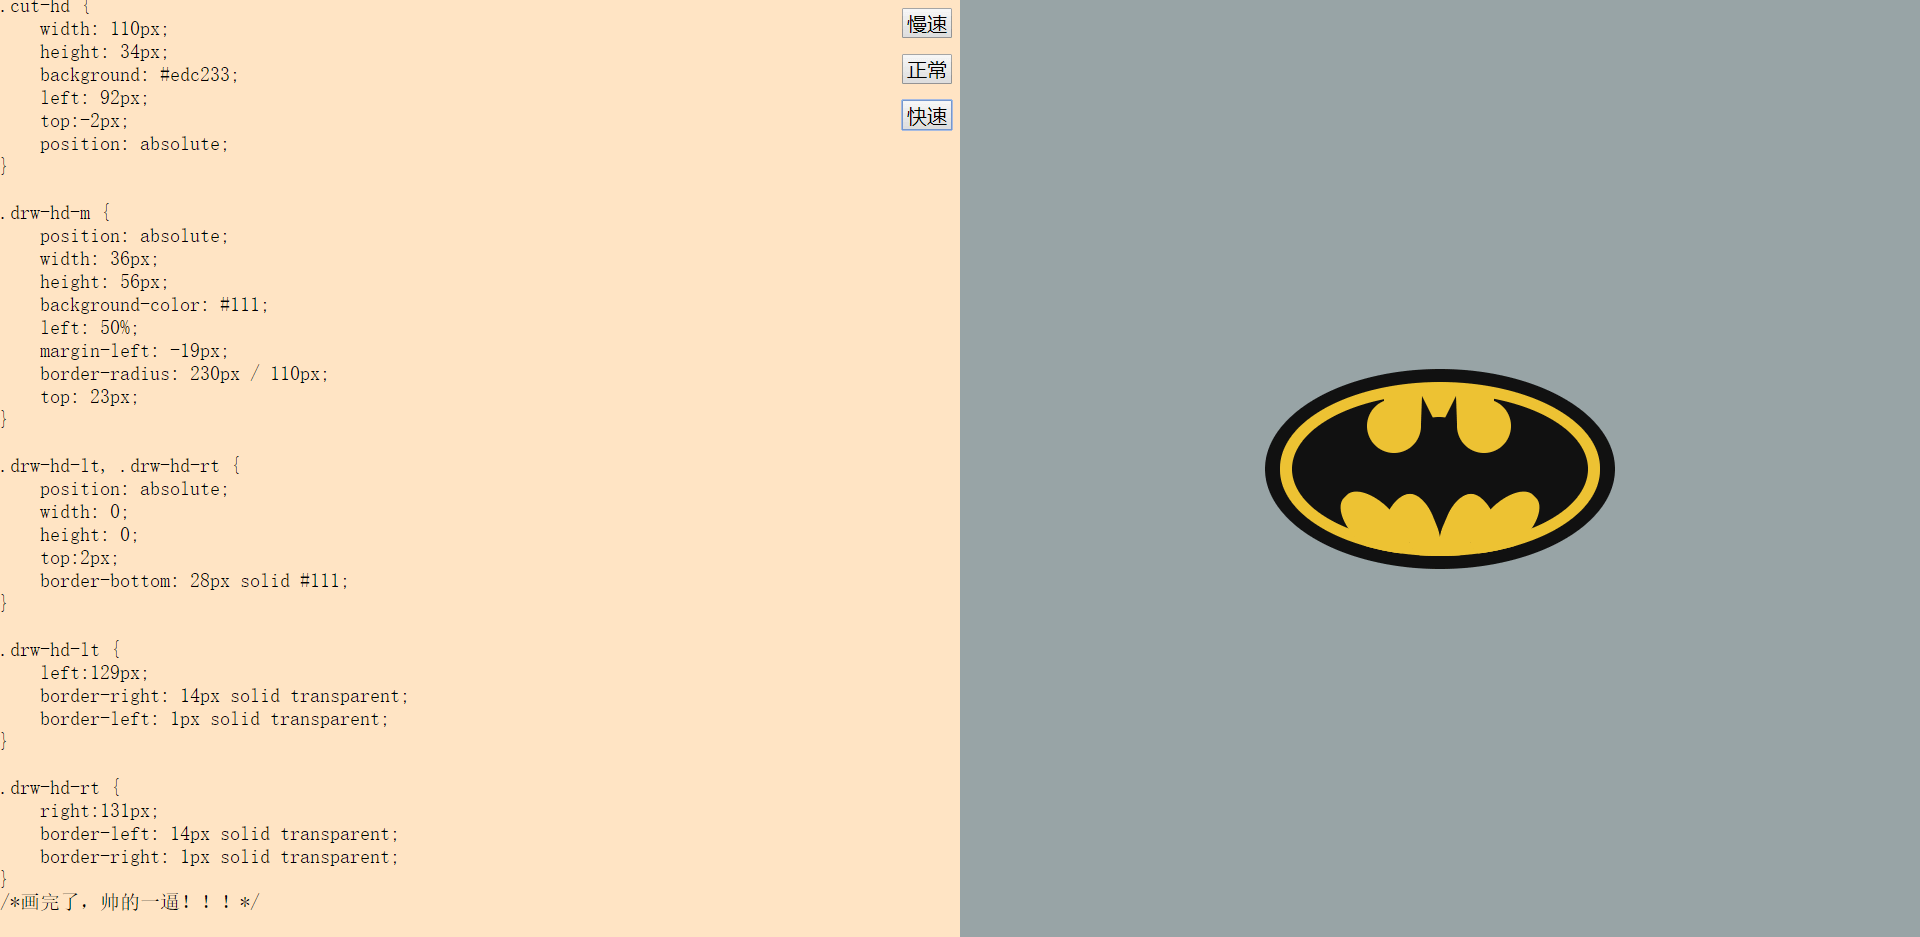 .cut-hd {
    width: 110px;
    height: 34px;
    background: #edc233;
    left: 92px;
    top:-2px;
    position: absolute;
}

.drw-hd-m {
    position: absolute;
    width: 36px;
    height: 56px;
    background-color: #111;
    left: 50%;
    margin-left: -19px;
    border-radius: 230px / 110px;
    top: 23px;
}

.drw-hd-lt, .drw-hd-rt {
    position: absolute;
    width: 0;
    height: 0;
    top:2px;
    border-bottom: 28px solid #111;
}

.drw-hd-lt {
    left:129px;
    border-right: 14px solid transparent;
    border-left: 1px solid transparent;
}

.drw-hd-rt {
    right:131px;
    border-left: 14px solid transparent;
    border-right: 1px solid transparent;
}
/*画完了，帅的一逼！！！*/
慢速
正常
快速